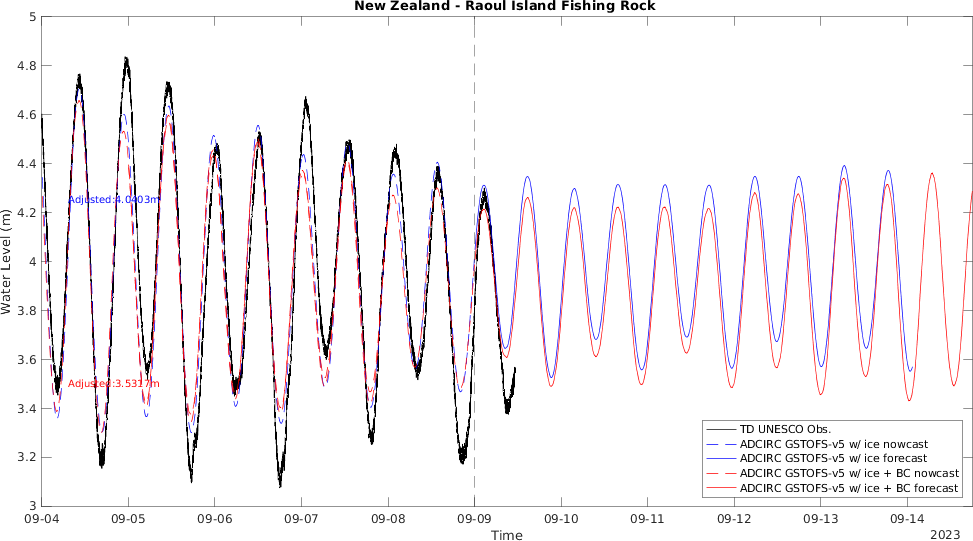 New Zealand - Raoul Island Fishing Rock
5
4.8
4.6
4.4
4.2
4
3.8
3.6
3.4
3.2
3
Water Level (m)
Adjusted:4.0403m
Adjusted:3.5317m
TD UNESCO Obs.
ADCIRC GSTOFS-v5 w/ ice nowcast
ADCIRC GSTOFS-v5 w/ ice forecast
ADCIRC GSTOFS-v5 w/ ice + BC nowcast
ADCIRC GSTOFS-v5 w/ ice + BC forecast
09-04 09-05 09-06 09-07 09-08 09-09 09-10 09-11 09-12 09-13 09-14
Time
2023